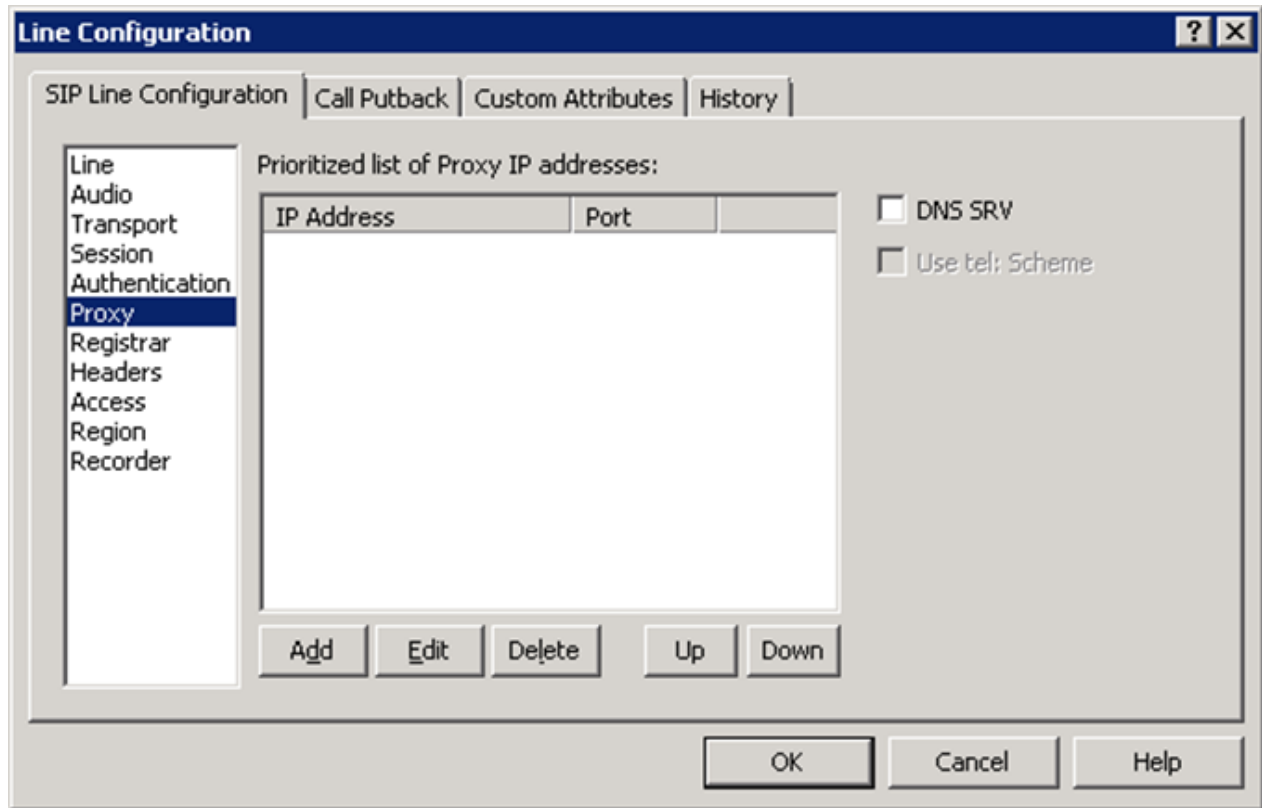 Line Configuration
SIP Line Configuration
Call Putback
Custom Attributes
History
Line
Audio
Transport
Session
Authentication
Proxy
Registrar
Headers
Access
Region
Recorder
Prioritized list of Proxy IP addresses:
IP Address Port
DNS SRV
Use tel: Scheme
Add
Edit
Delete
Up
Down
OK
Cancel
Help